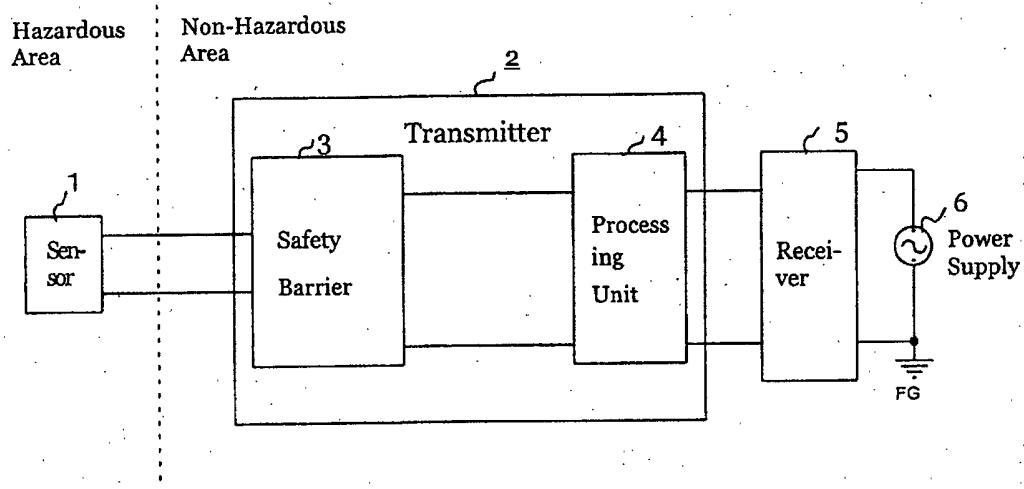 Hazardous
Area
Non-Hazardous
Area
2
Transmitter
1
Sen-
sor
3
Safety
Barrier
4
Process
ing
Unit
5
Recei-
ver
6
Power
Supply
FG